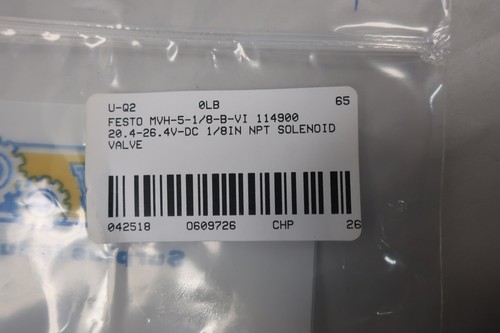 U-Q2 0LB 65
FESTO MVH-5-1/8-B-VI 114900
20.4-26.4V-DC 1/8IN NPT SOLENOID
VALVE
042518 0609726 CHP 26
Surplus